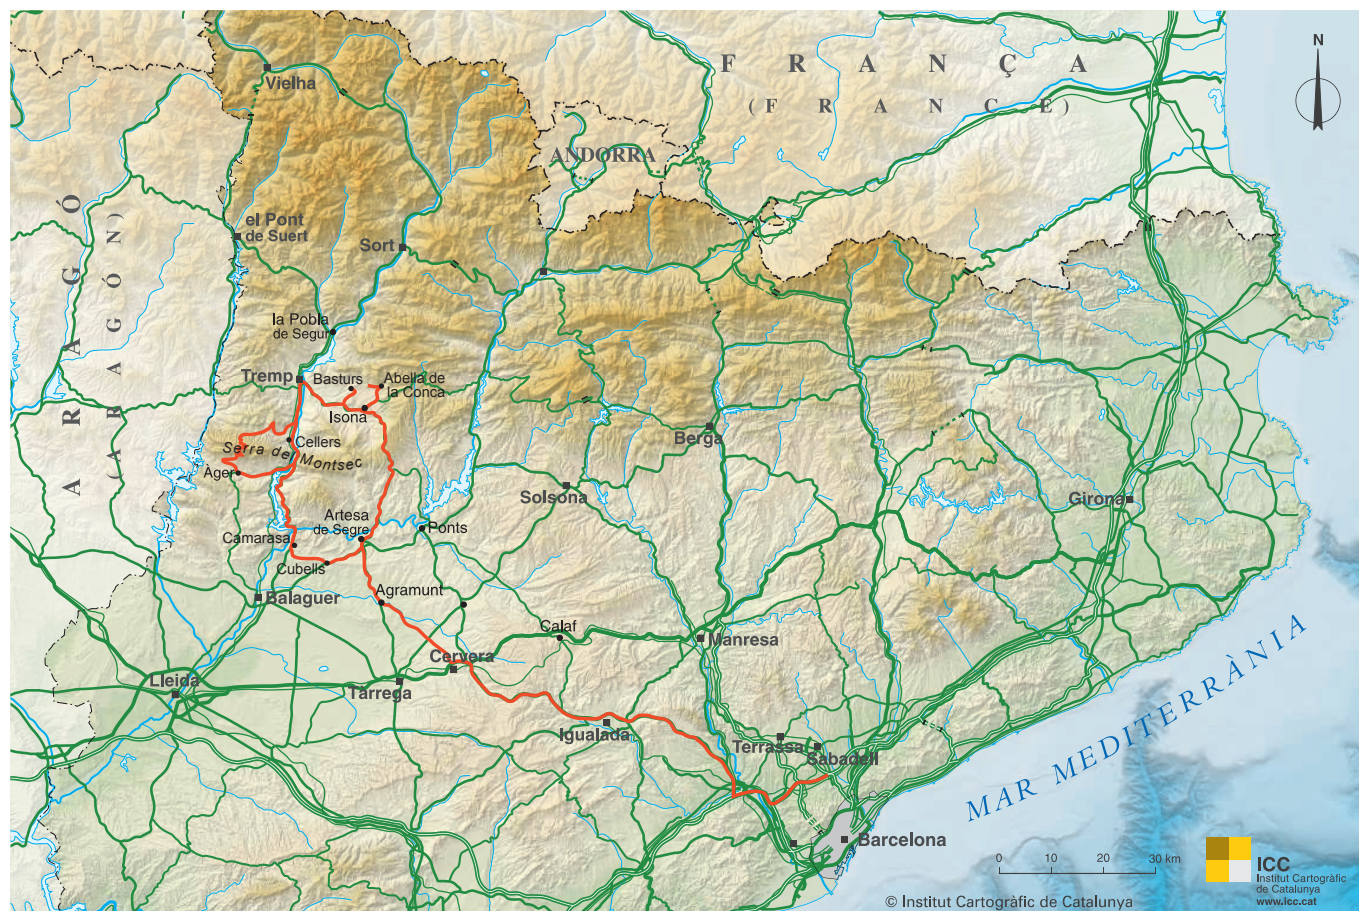 N
F R A N Ç A
(F R A N C E)
Vielha
ANDORRA
A R A G Ó
(A R A G Ó N)
el Pont
de Suert
Sort
la Pobla
de Segur
Tremp
Basturs
Abella de
la Conca
Isona
Cellers
Serra del Montsec
Àger
Berga
Solsona
Girona
Artesa
de Segre
Ponts
Camarasa
Cubells
Balaguer
Agramunt
Calaf
Manresa
Cervera
Lleida
Tàrrega
Igualada
Terrassa
Sabadell
MAR MEDITERRÀNIA
Barcelona
0 10 20 30 km
ICC
Institut Cartogràfic
de Catalunya
www.icc.cat
© Institut Cartogràfic de Catalunya